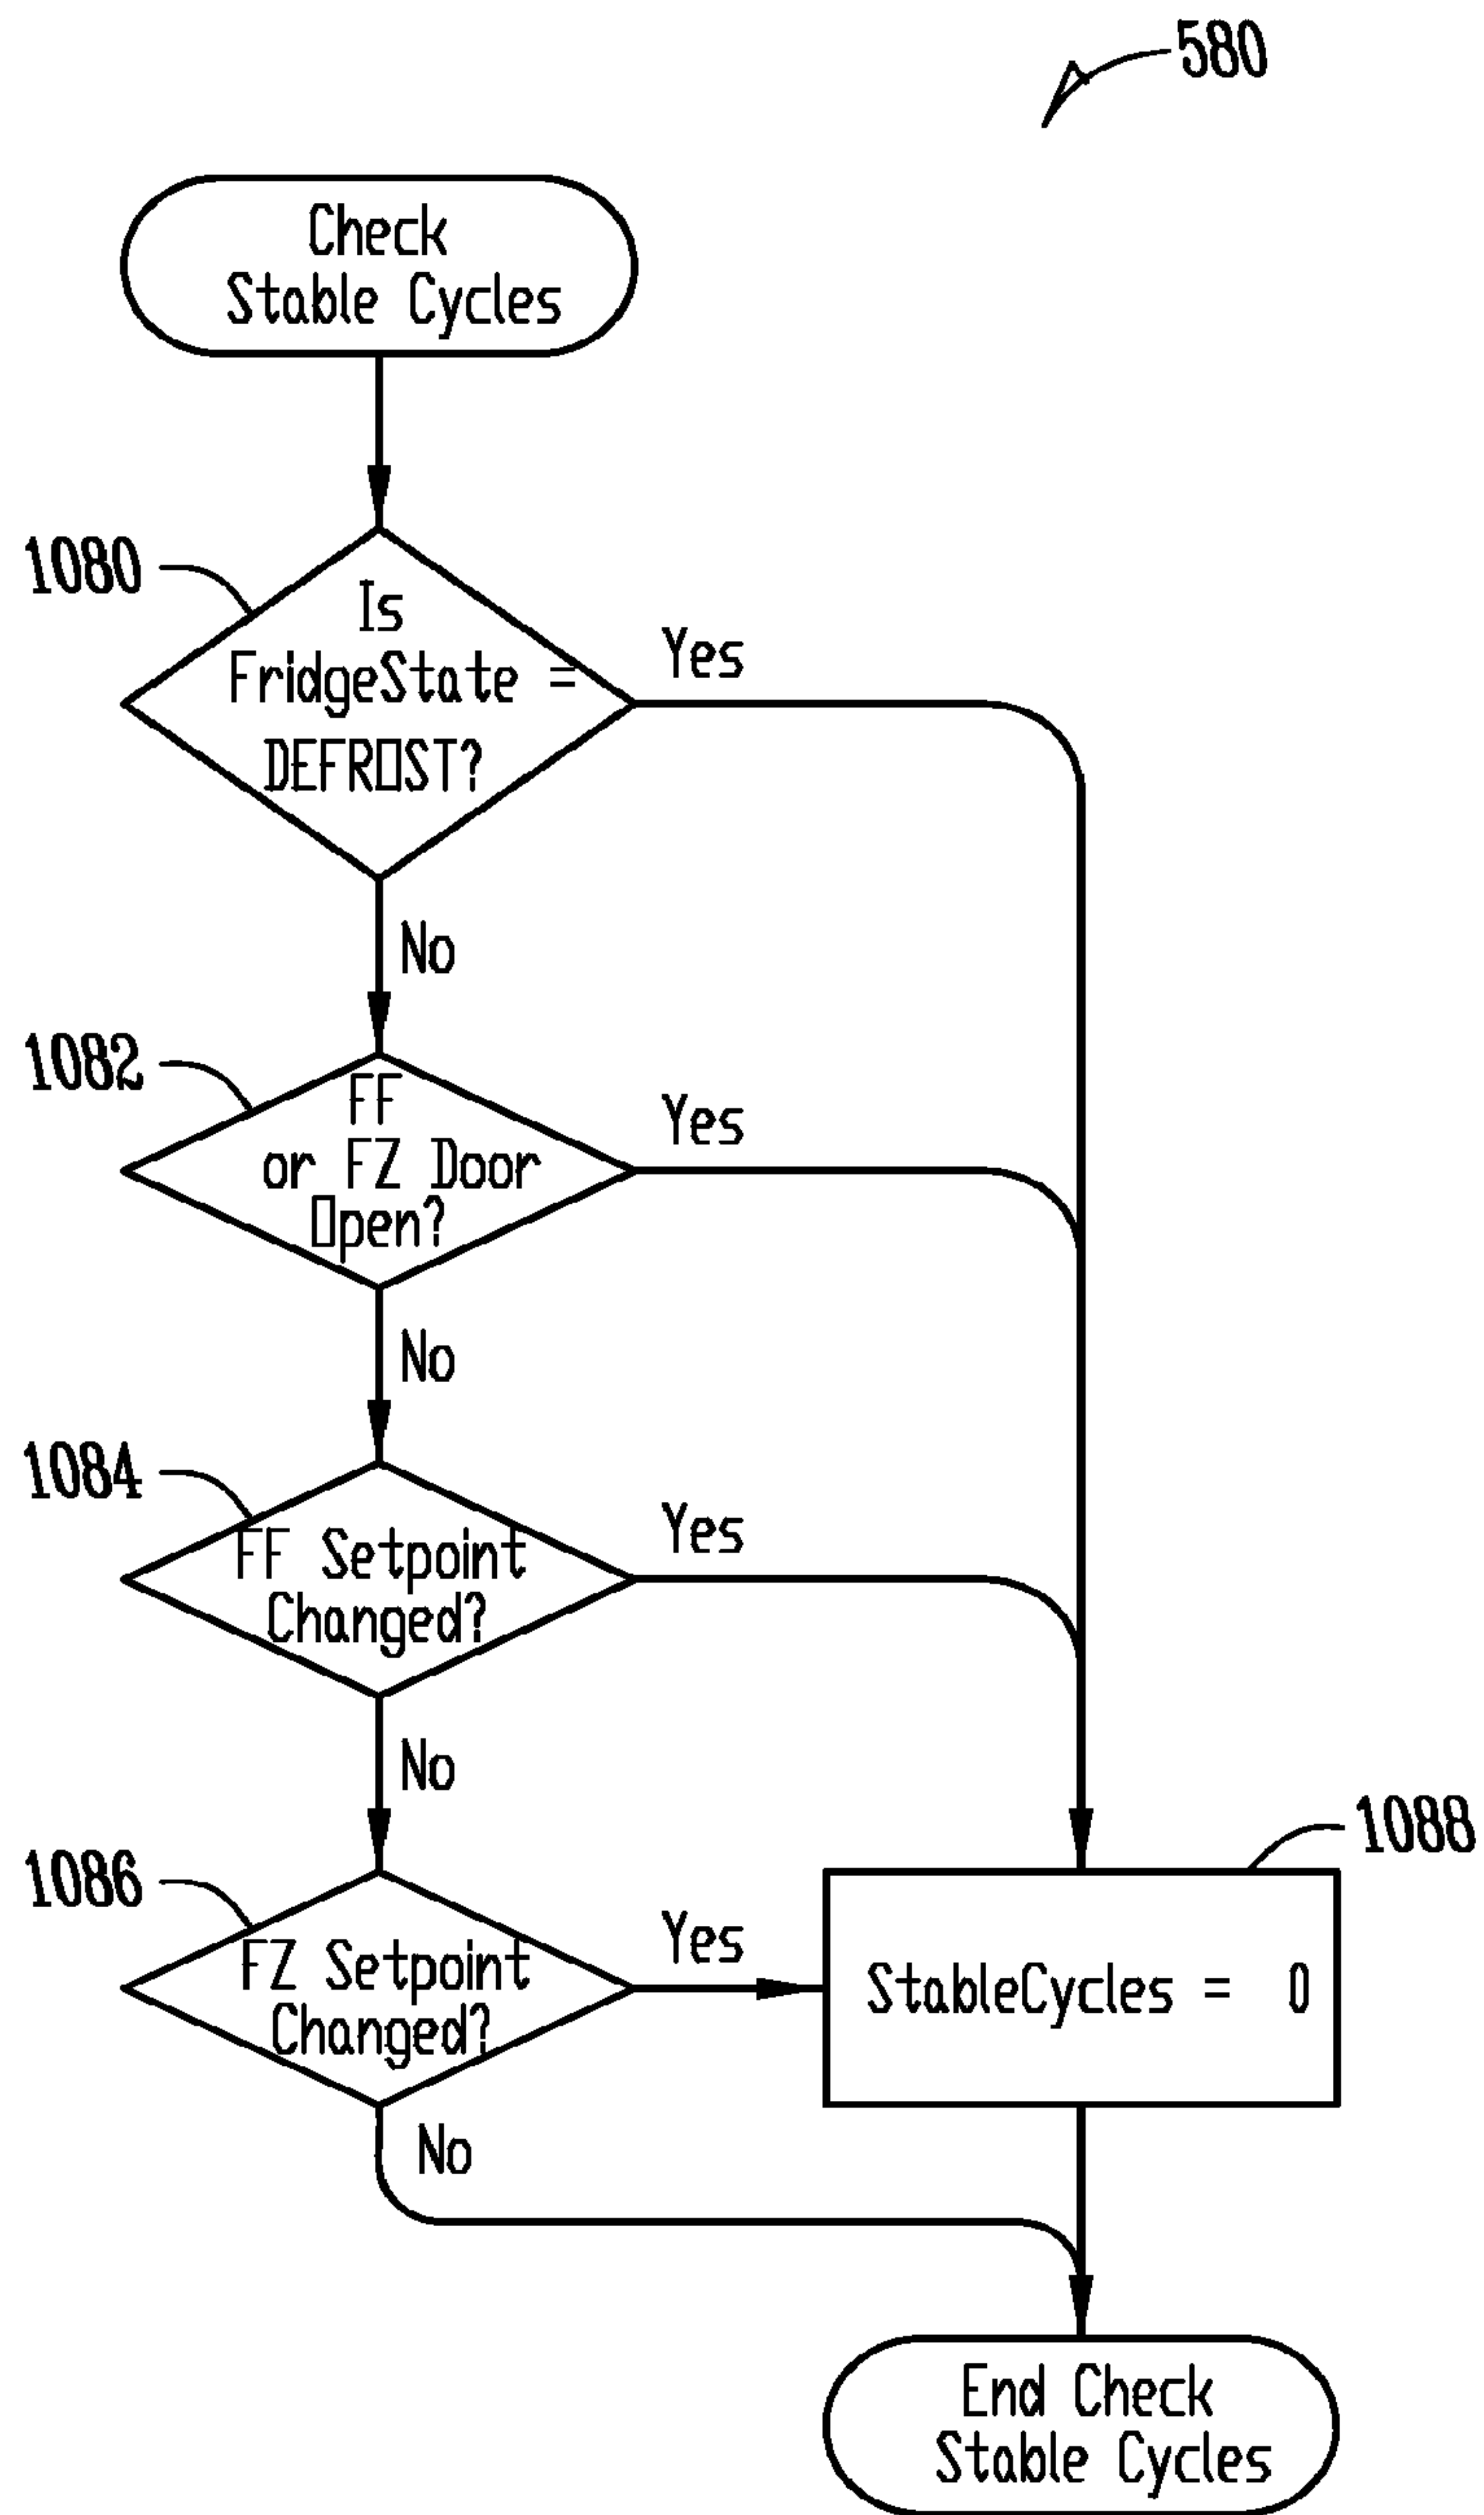 580
Check
Stable Cycles
1080
Is
FridgeState =
DEFROST?
Yes
No
1082
FF
or FZ Door
Open?
Yes
No
1084
FF Setpoint
Changed?
Yes
No
1086
FZ Setpoint
Changed?
Yes
1088
StableCycles = 0
No
End Check
Stable Cycles